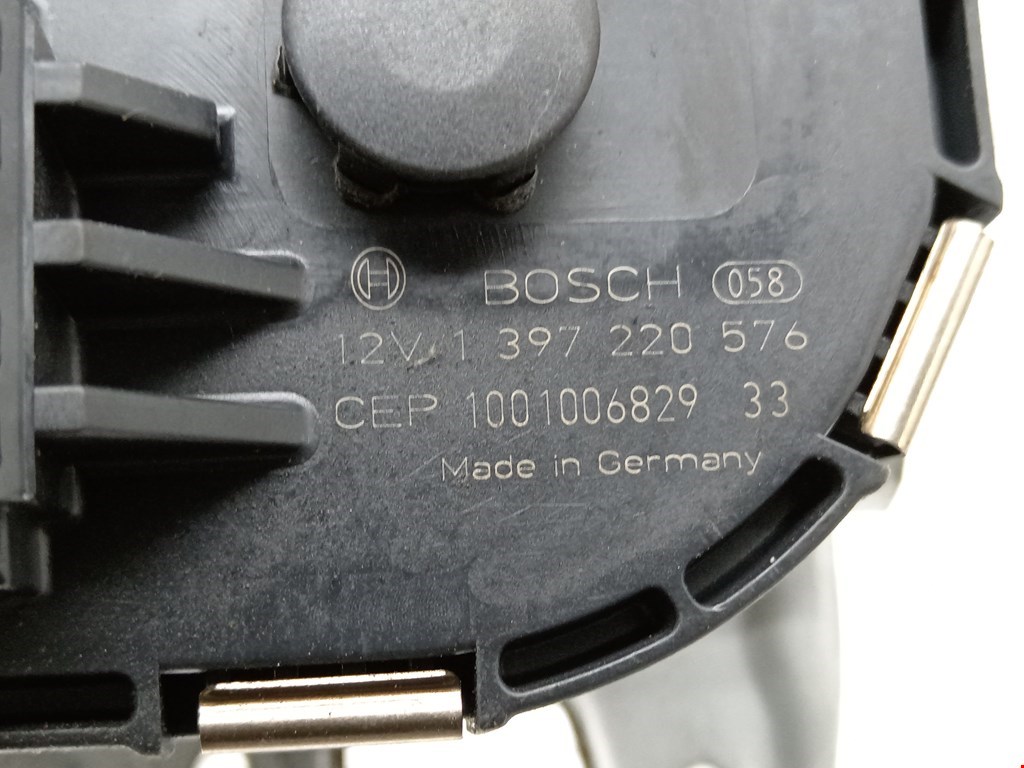 BOSCH 058
12V 1 397 220 576
CEP 1001006829 33
Made in Germany